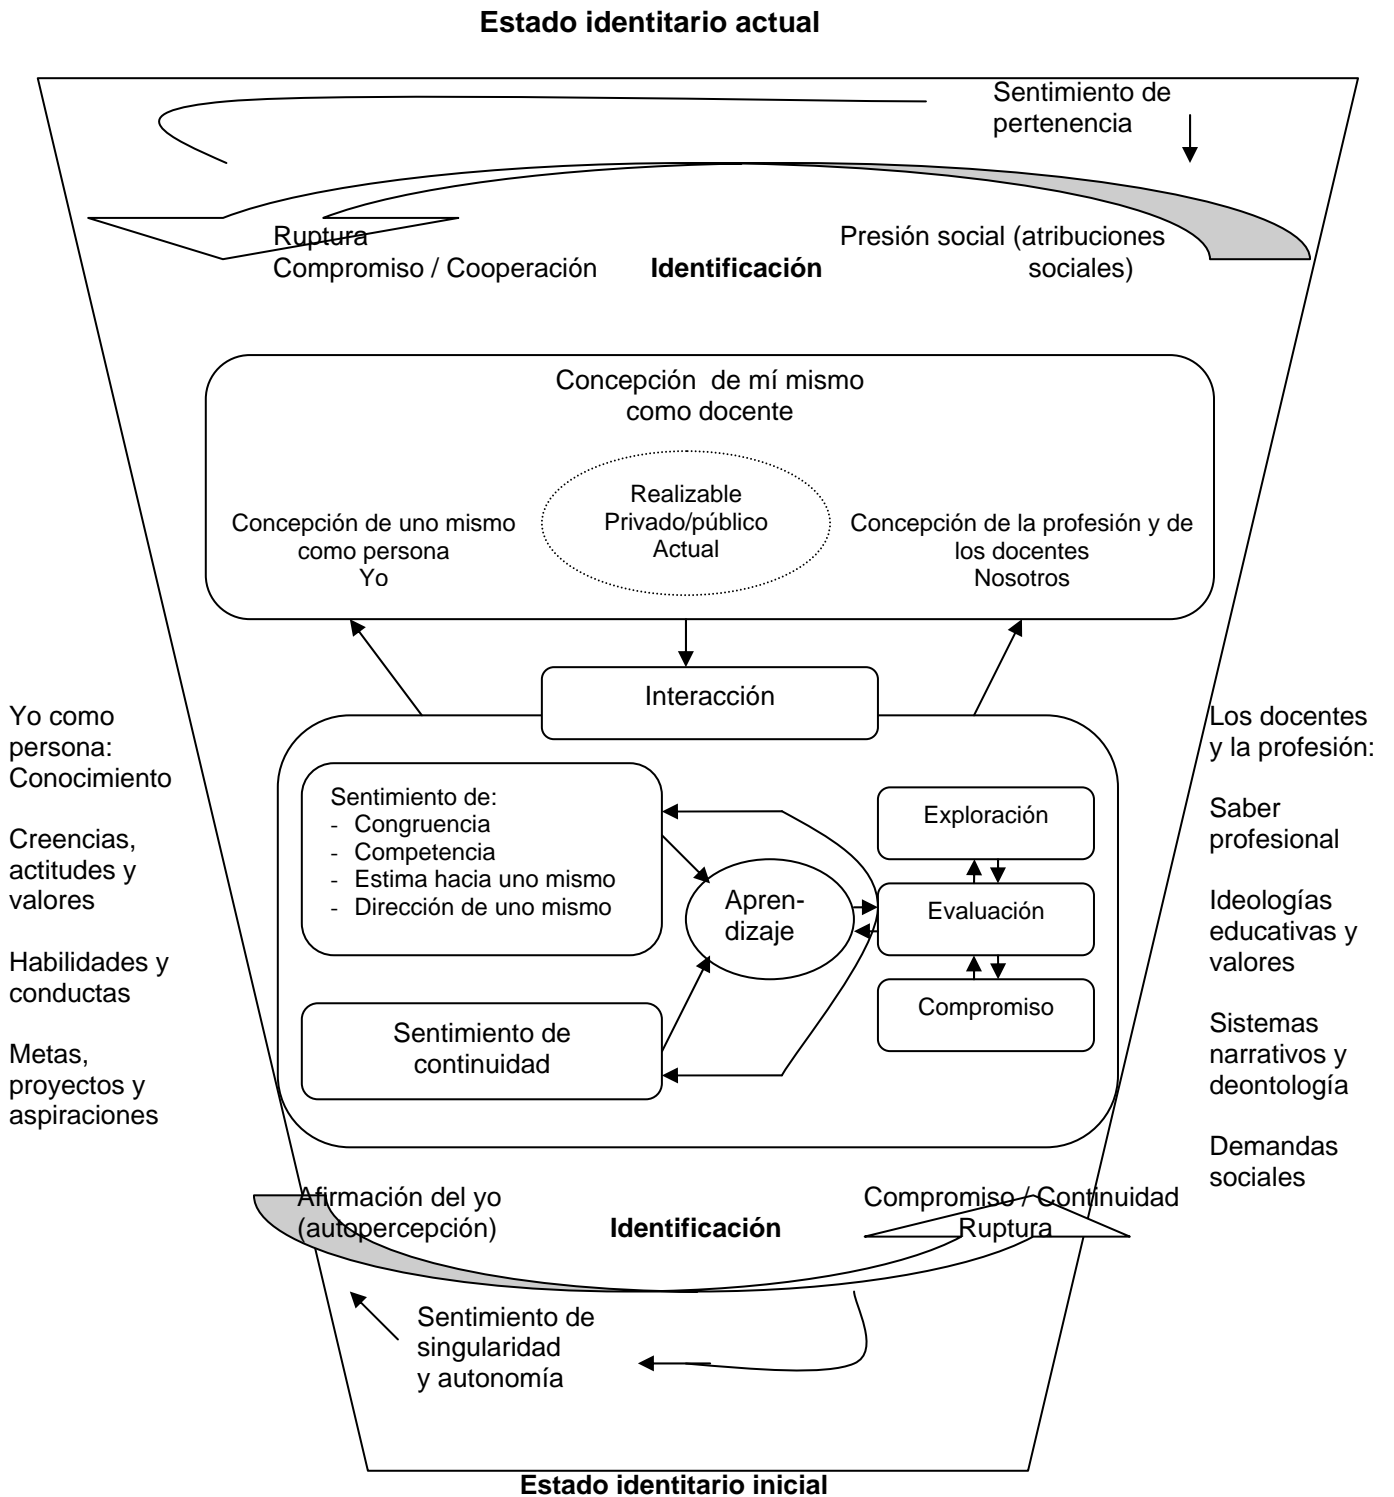 Estado identitario actual
Sentimiento de
pertenencia
Ruptura
Compromiso / Cooperación
Identificación
Presión social (atribuciones
sociales)
Concepción de mí mismo
como docente
Realizable
Privado/público
Actual
Concepción de uno mismo
como persona
Yo
Concepción de la profesión y de
los docentes
Nosotros
Interacción
Yo como
persona:
Conocimiento
Creencias,
actitudes y
valores
Habilidades y
conductas
Metas,
proyectos y
aspiraciones
Sentimiento de:
- Congruencia
- Competencia
- Estima hacia uno mismo
- Dirección de uno mismo
Sentimiento de
continuidad
Apren-
dizaje
Exploración
Evaluación
Compromiso
Los docentes
y la profesión:
Saber
profesional
Ideologías
educativas y
valores
Sistemas
narrativos y
deontología
Demandas
sociales
Afirmación del yo
(autopercepción)
Identificación
Compromiso / Continuidad
Ruptura
Sentimiento de
singularidad
y autonomía
Estado identitario inicial